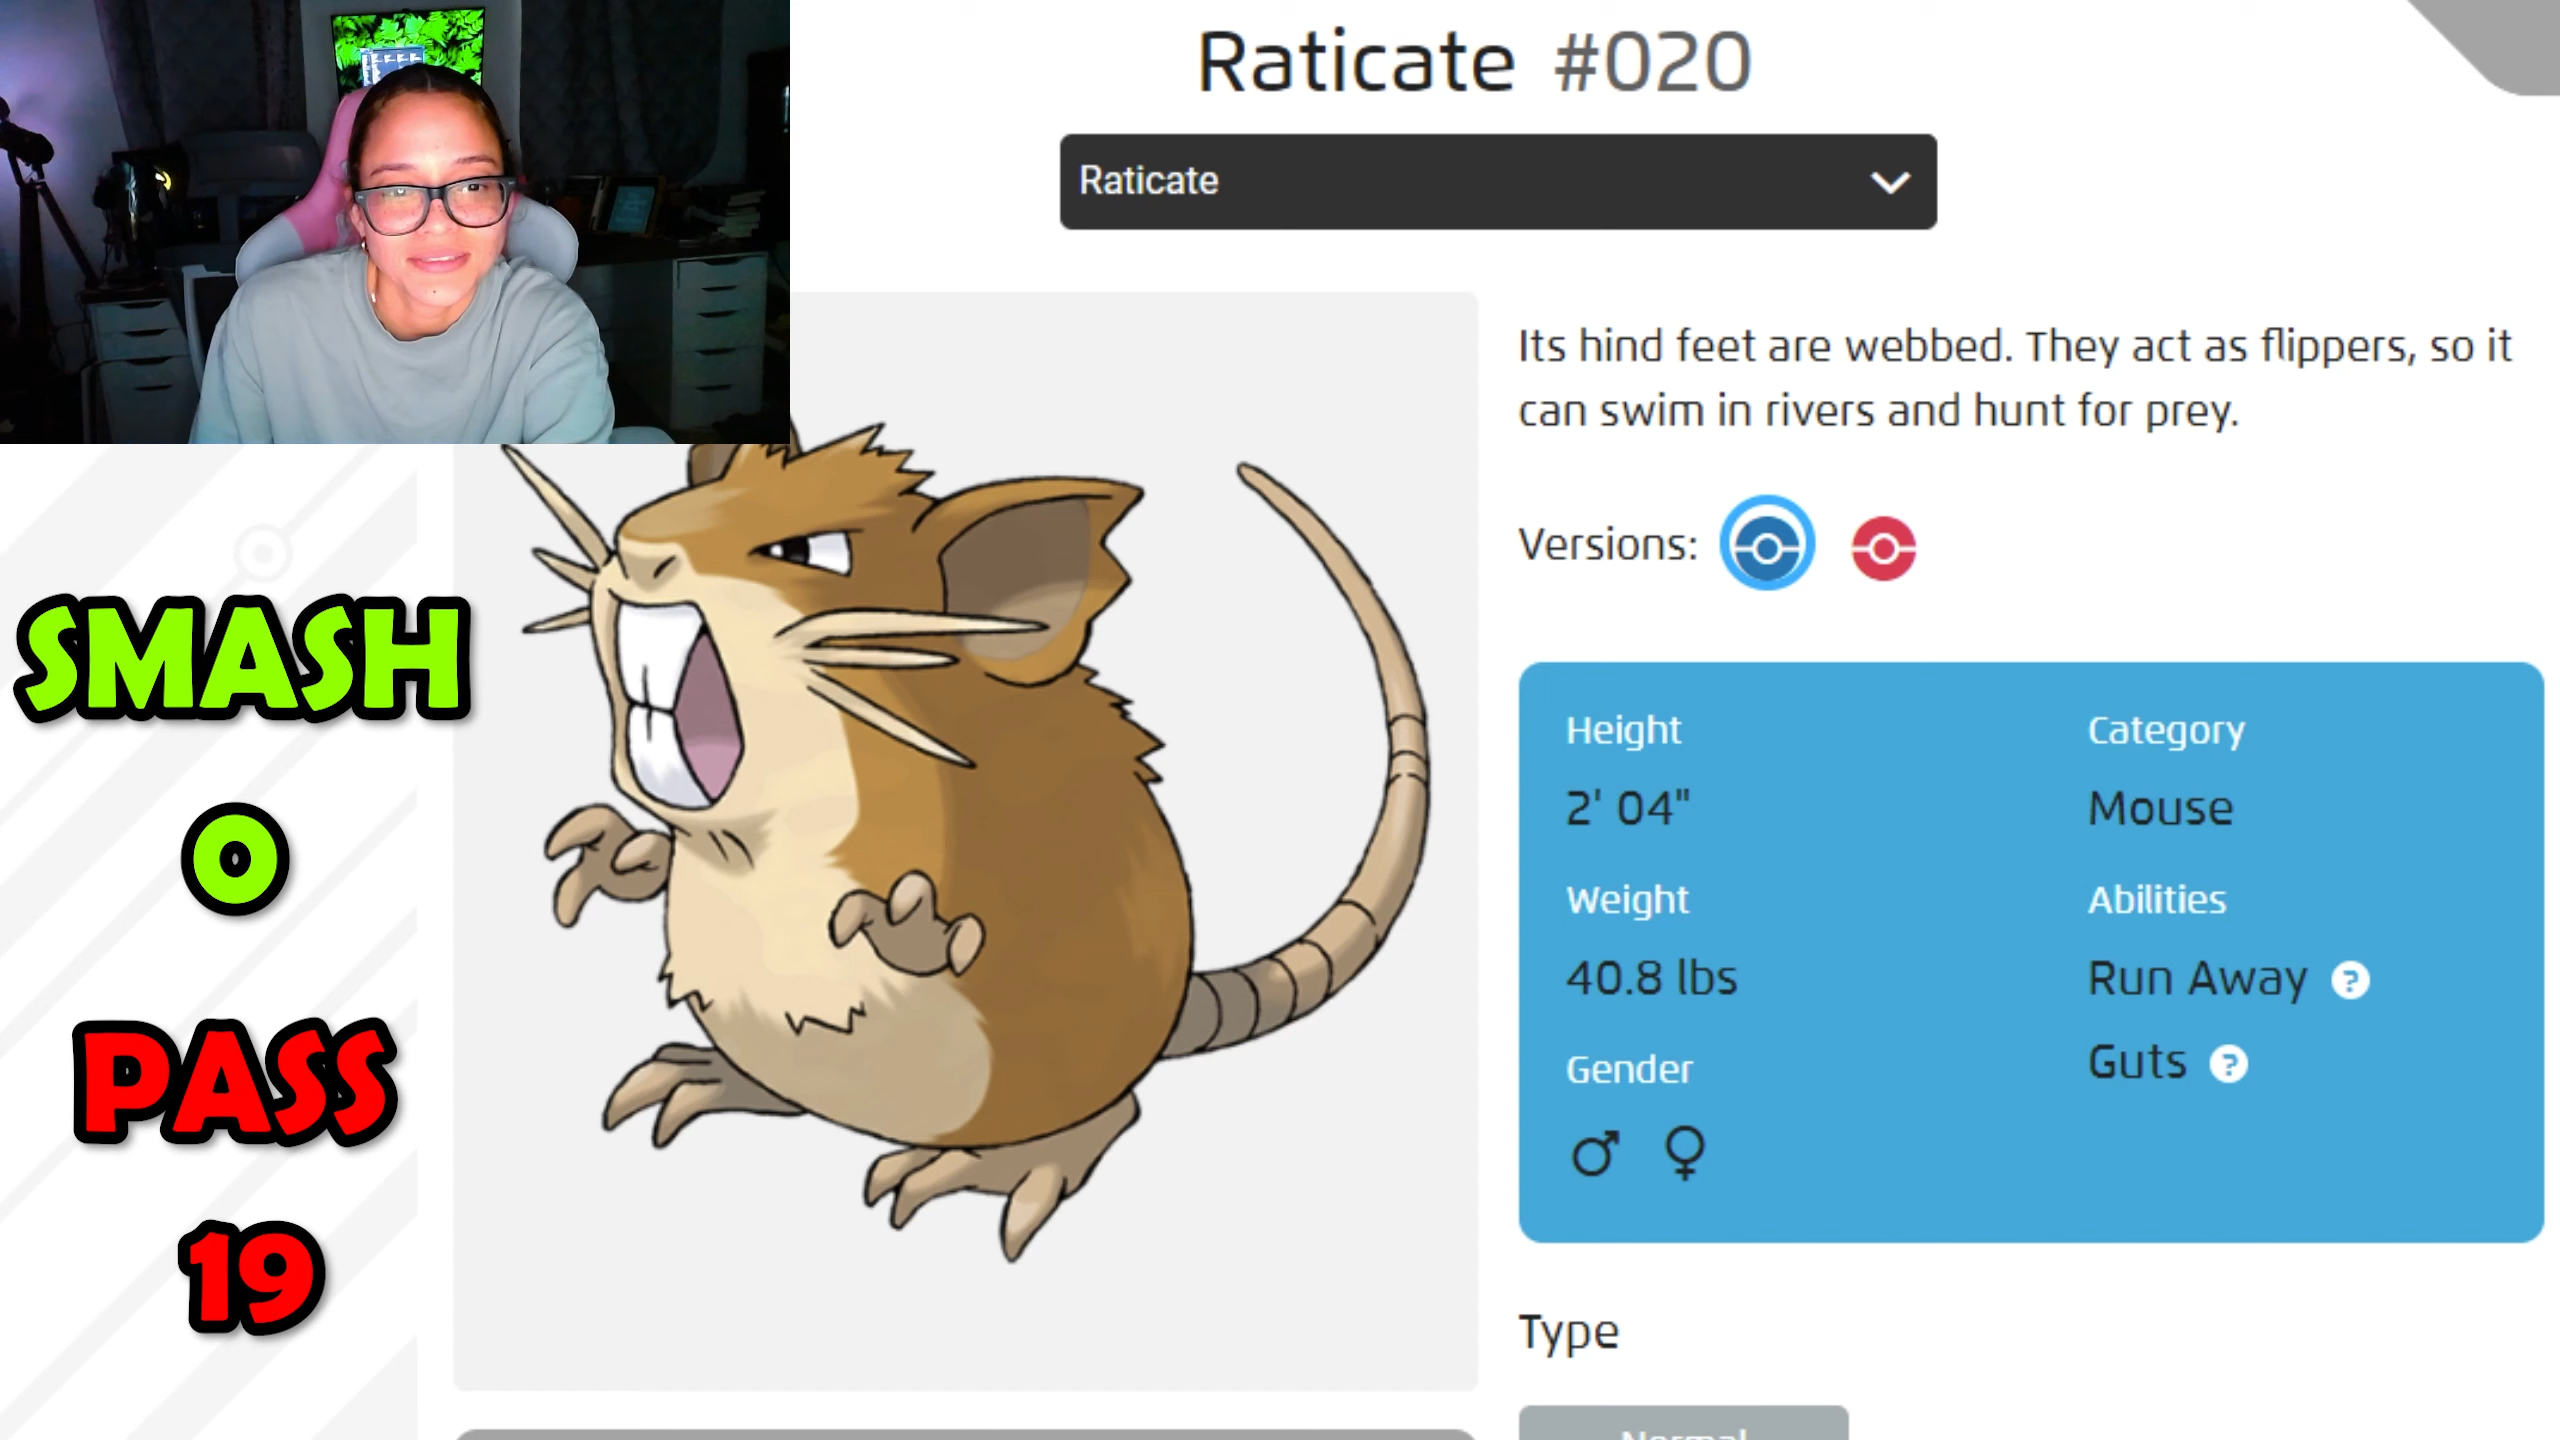 Raticate #020
Raticate
Its hind feet are webbed. They act as flippers, so it
can swim in rivers and hunt for prey.
Versions:
SMASH
0
PASS
19
Height
2' 04"
Weight
40.8 lbs
Gender
♂ ♀
Category
Mouse
Abilities
Run Away ?
Guts ?
Type
Normal